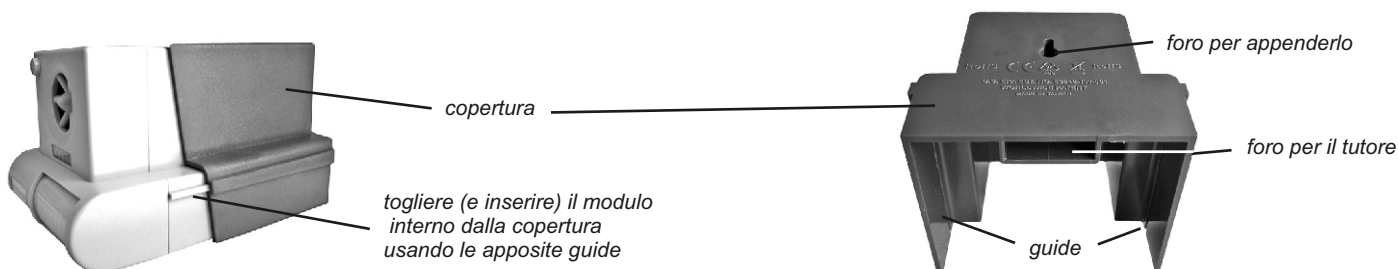 foro per appenderlo
copertura
foro per il tutore
togliere (e inserire) il modulo
interno dalla copertura
usando le apposite guide
guide